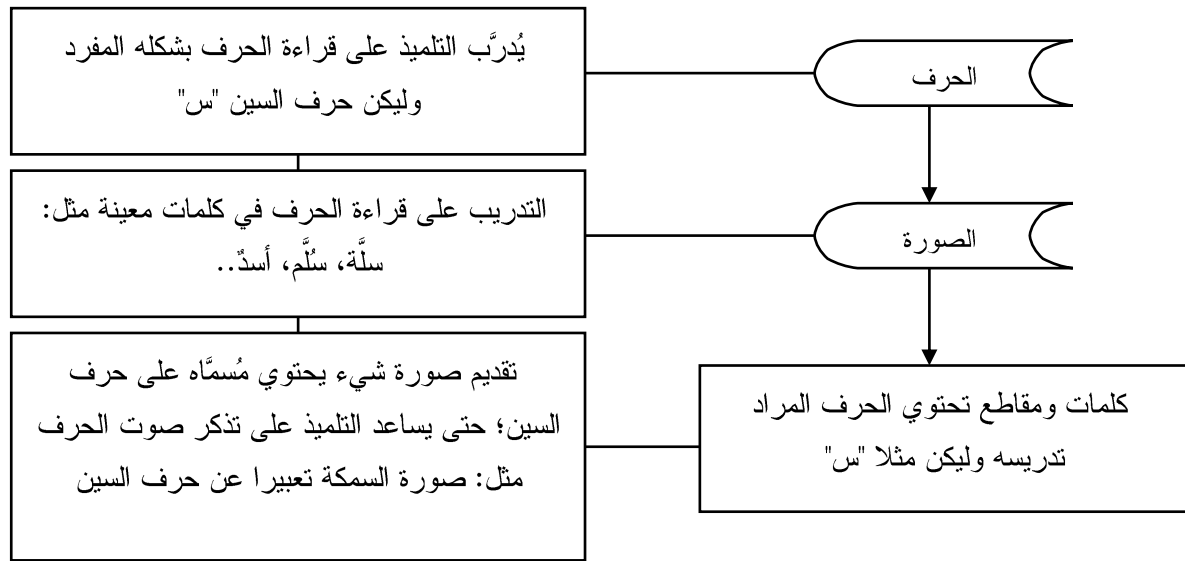 الحرف
يُدرَّب التلميذ على قراءة الحرف بشكله المفرد
وليكن حرف السين "س"
الصورة
التدريب على قراءة الحرف في كلمات معينة مثل:
سلَّة، سُلَّم، أسدٌ..
كلمات ومقاطع تحتوي الحرف المراد
تدريسه وليكن مثلا "س"
تقديم صورة شيء يحتوي مُسمَّاه على حرف
السين؛ حتى يساعد التلميذ على تذكر صوت الحرف
مثل: صورة السمكة تعبيرا عن حرف السين